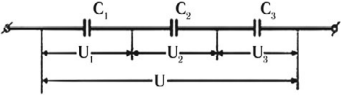 C₁ C₂ C₃
U₁ U₂ U₃
U